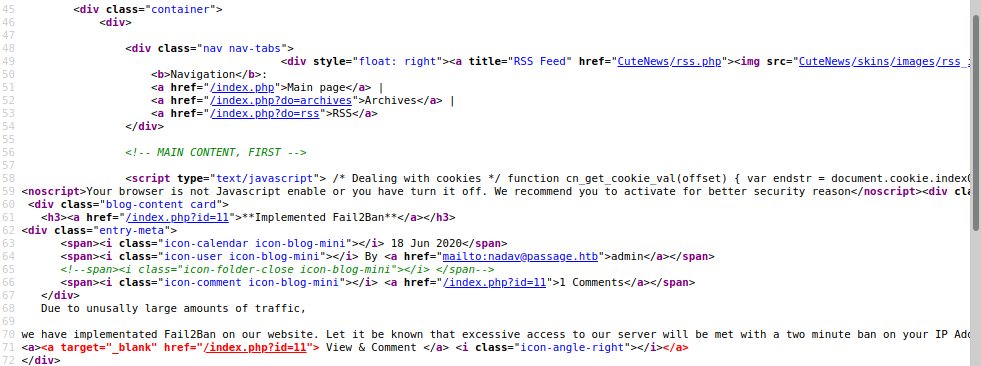 45 <div class="container">
46 <div>
47
48 <div class="nav nav-tabs">
49 <div style="float: right"><a title="RSS Feed" href="CuteNews/rss.php"><img src="CuteNews/skins/images/rss_
50 <b>Navigation</b>:
51 <a href="/index.php">Main page</a> |
52 <a href="/index.php?do=archives">Archives</a> |
53 <a href="/index.php?do=rss">RSS</a>
54 </div>
55
56 <!-- MAIN CONTENT, FIRST -->
57
58 <script type="text/javascript"> /* Dealing with cookies */ function cn_get_cookie_val(offset) { var endstr = document.cookie.index
59 <noscript>Your browser is not Javascript enable or you have turn it off. We recommend you to activate for better security reason</noscript><div cla
60 <div class="blog-content card">
61 <h3><a href="/index.php?id=11">**Implemented Fail2Ban**</a></h3>
62 <div class="entry-meta">
63 <span><i class="icon-calendar icon-blog-mini"></i> 18 Jun 2020</span>
64 <span><i class="icon-user icon-blog-mini"></i> By <a href="mailto:nadav@passage.htb">admin</a></span>
65 <!--span><i class="icon-folder-close icon-blog-mini"></i> </span-->
66 <span><i class="icon-comment icon-blog-mini"></i> <a href="/index.php?id=11">1 Comments</a></span>
67 </div>
68 Due to unusally large amounts of traffic,
69
70 we have implementated Fail2Ban on our website. Let it be known that excessive access to our server will be met with a two minute ban on your IP Add
71 <a><a target="_blank" href="/index.php?id=11"> View & Comment </a> <i class="icon-angle-right"></i></a>
72 </div>